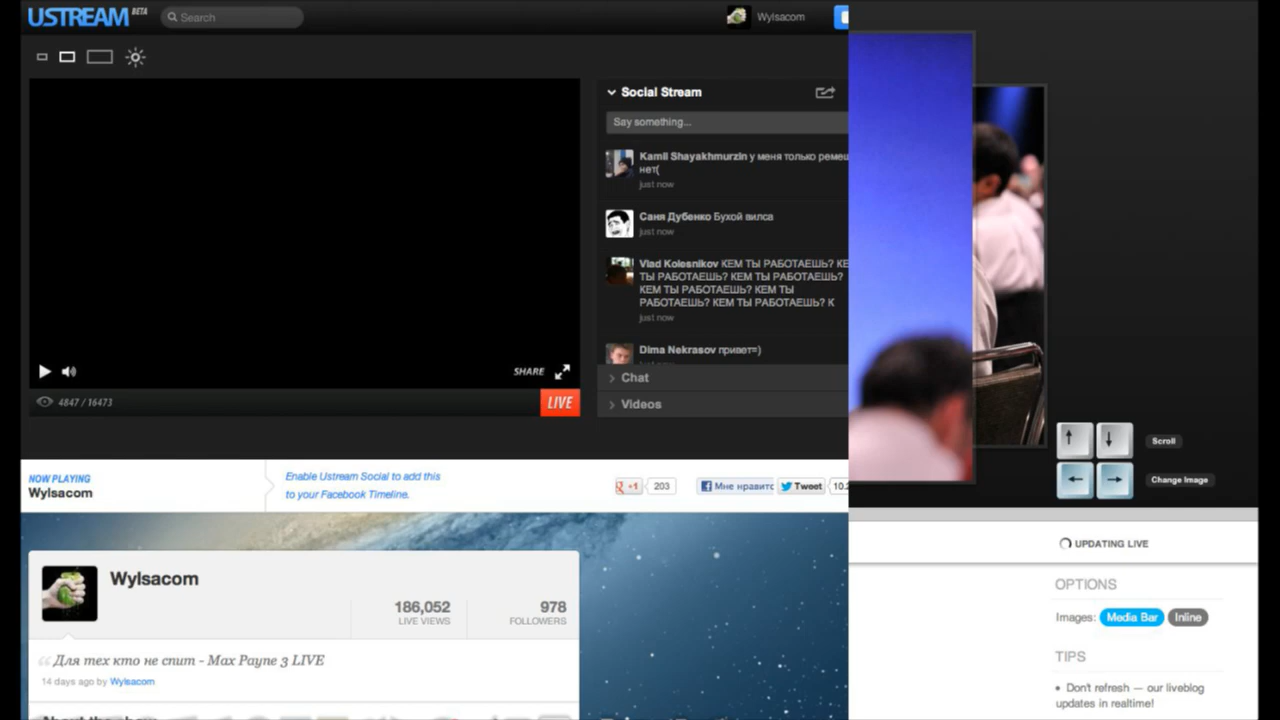 USTREAM BETA
Search
Wylsacom
Social Stream
Say something...
Kamil Shayakhmurzin у меня только
нет(
just now
Саня Дубенко Бухой вилса
just now
Vlad Kolesnikov КЕМ ТЫ РАБОТАЕШЬ?
ТЫ РАБОТАЕШЬ? КЕМ ТЫ РАБОТАЕШЬ?
КЕМ ТЫ РАБОТАЕШЬ? КЕМ ТЫ
РАБОТАЕШЬ? КЕМ ТЫ РАБОТАЕШЬ? К
just now
Dima Nekrasov привет=)
SHARE
Chat
4847 / 16473
LIVE
Videos
Scroll
Change Image
NOW PLAYING
Wylsacom
Enable Ustream Social to add this
to your Facebook Timeline.
+1
203
Мне нравитс
Tweet
10.2
UPDATING LIVE
Wylsacom
186,052
LIVE VIEWS
978
FOLLOWERS
Для тех кто не спит - Max Payne 3 LIVE
14 days ago by Wylsacom
OPTIONS
Images: Media Bar Inline
TIPS
• Don't refresh — our liveblog
updates in realtime!